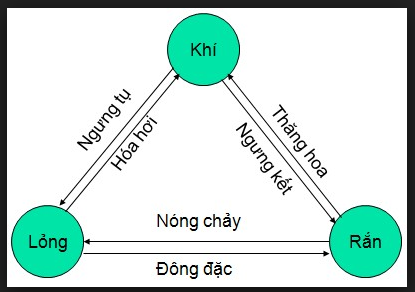 Khí
Ngưng tụ
Hóa hơi
Thăng hoa
Ngưng kết
Lỏng
Nóng chảy
Rắn
Đông đặc